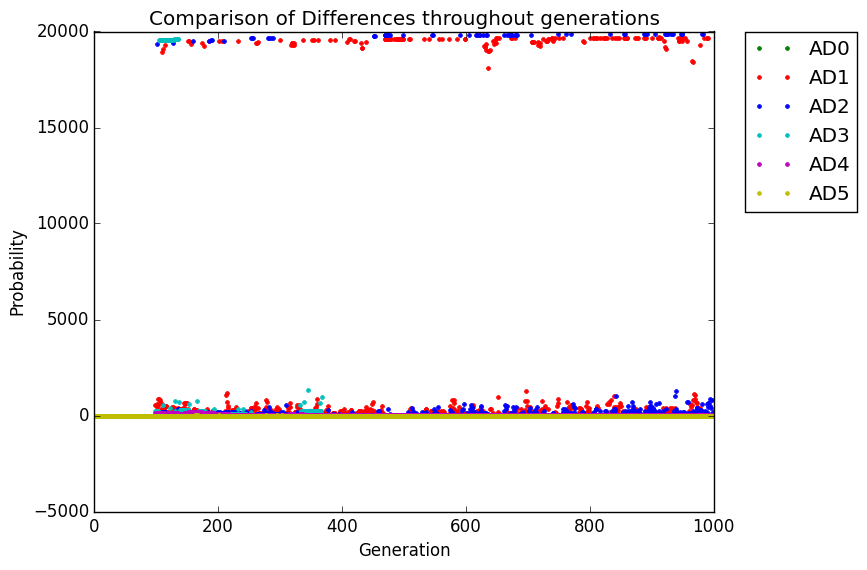 Comparison of Differences throughout generations
20000
15000
10000
5000
0
−5000
Probability
0 200 400 600 800 1000
Generation
AD0
AD1
AD2
AD3
AD4
AD5